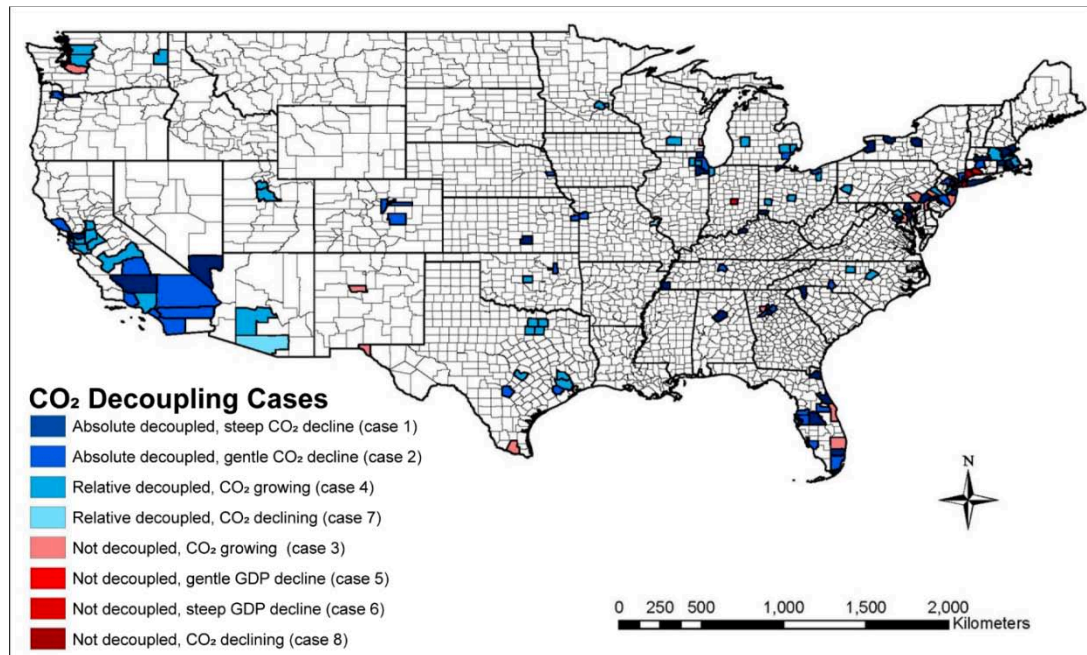 CO₂ Decoupling Cases
Absolute decoupled, steep CO₂ decline (case 1)
Absolute decoupled, gentle CO₂ decline (case 2)
Relative decoupled, CO₂ growing (case 4)
Relative decoupled, CO₂ declining (case 7)
Not decoupled, CO₂ growing (case 3)
Not decoupled, gentle GDP decline (case 5)
Not decoupled, steep GDP decline (case 6)
Not decoupled, CO₂ declining (case 8)
N
0 250 500 1,000 1,500 2,000
Kilometers